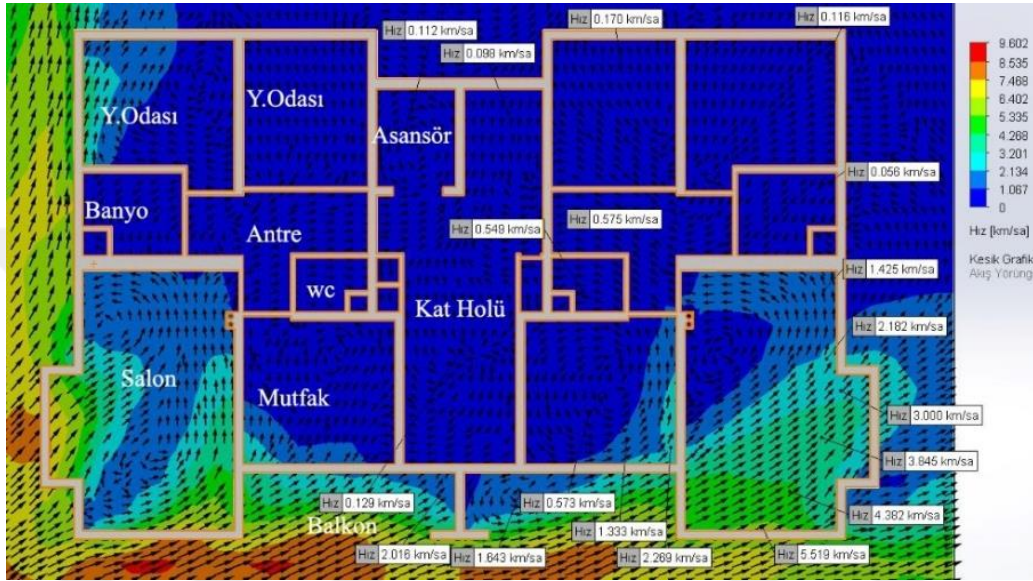 Hız 0.112 km/sa
Hız 0.170 km/sa
Hız 0.116 km/sa
Hız 0.098 km/sa
9.602
8.535
7.468
6.402
5.335
4.268
3.201
2.134
1.067
0
Hız [km/sa]
Kesik Grafik
Akış Yörüng
Y.Odası
Y.Odası
Asansör
Hız 0.056 km/sa
Banyo
Antre
Hız 0.549 km/sa
Hız 0.575 km/sa
wc
Kat Holü
Hız 1.425 km/sa
Hız 2.182 km/sa
Salon
Mutfak
Hız 3.000 km/sa
Hız 3.845 km/sa
Hız 0.129 km/sa
Hız 0.573 km/sa
Hız 4.382 km/sa
Balkon
Hız 1.333 km/sa
Hız 2.016 km/sa
Hız 1.643 km/sa
Hız 2.269 km/sa
Hız 5.519 km/sa